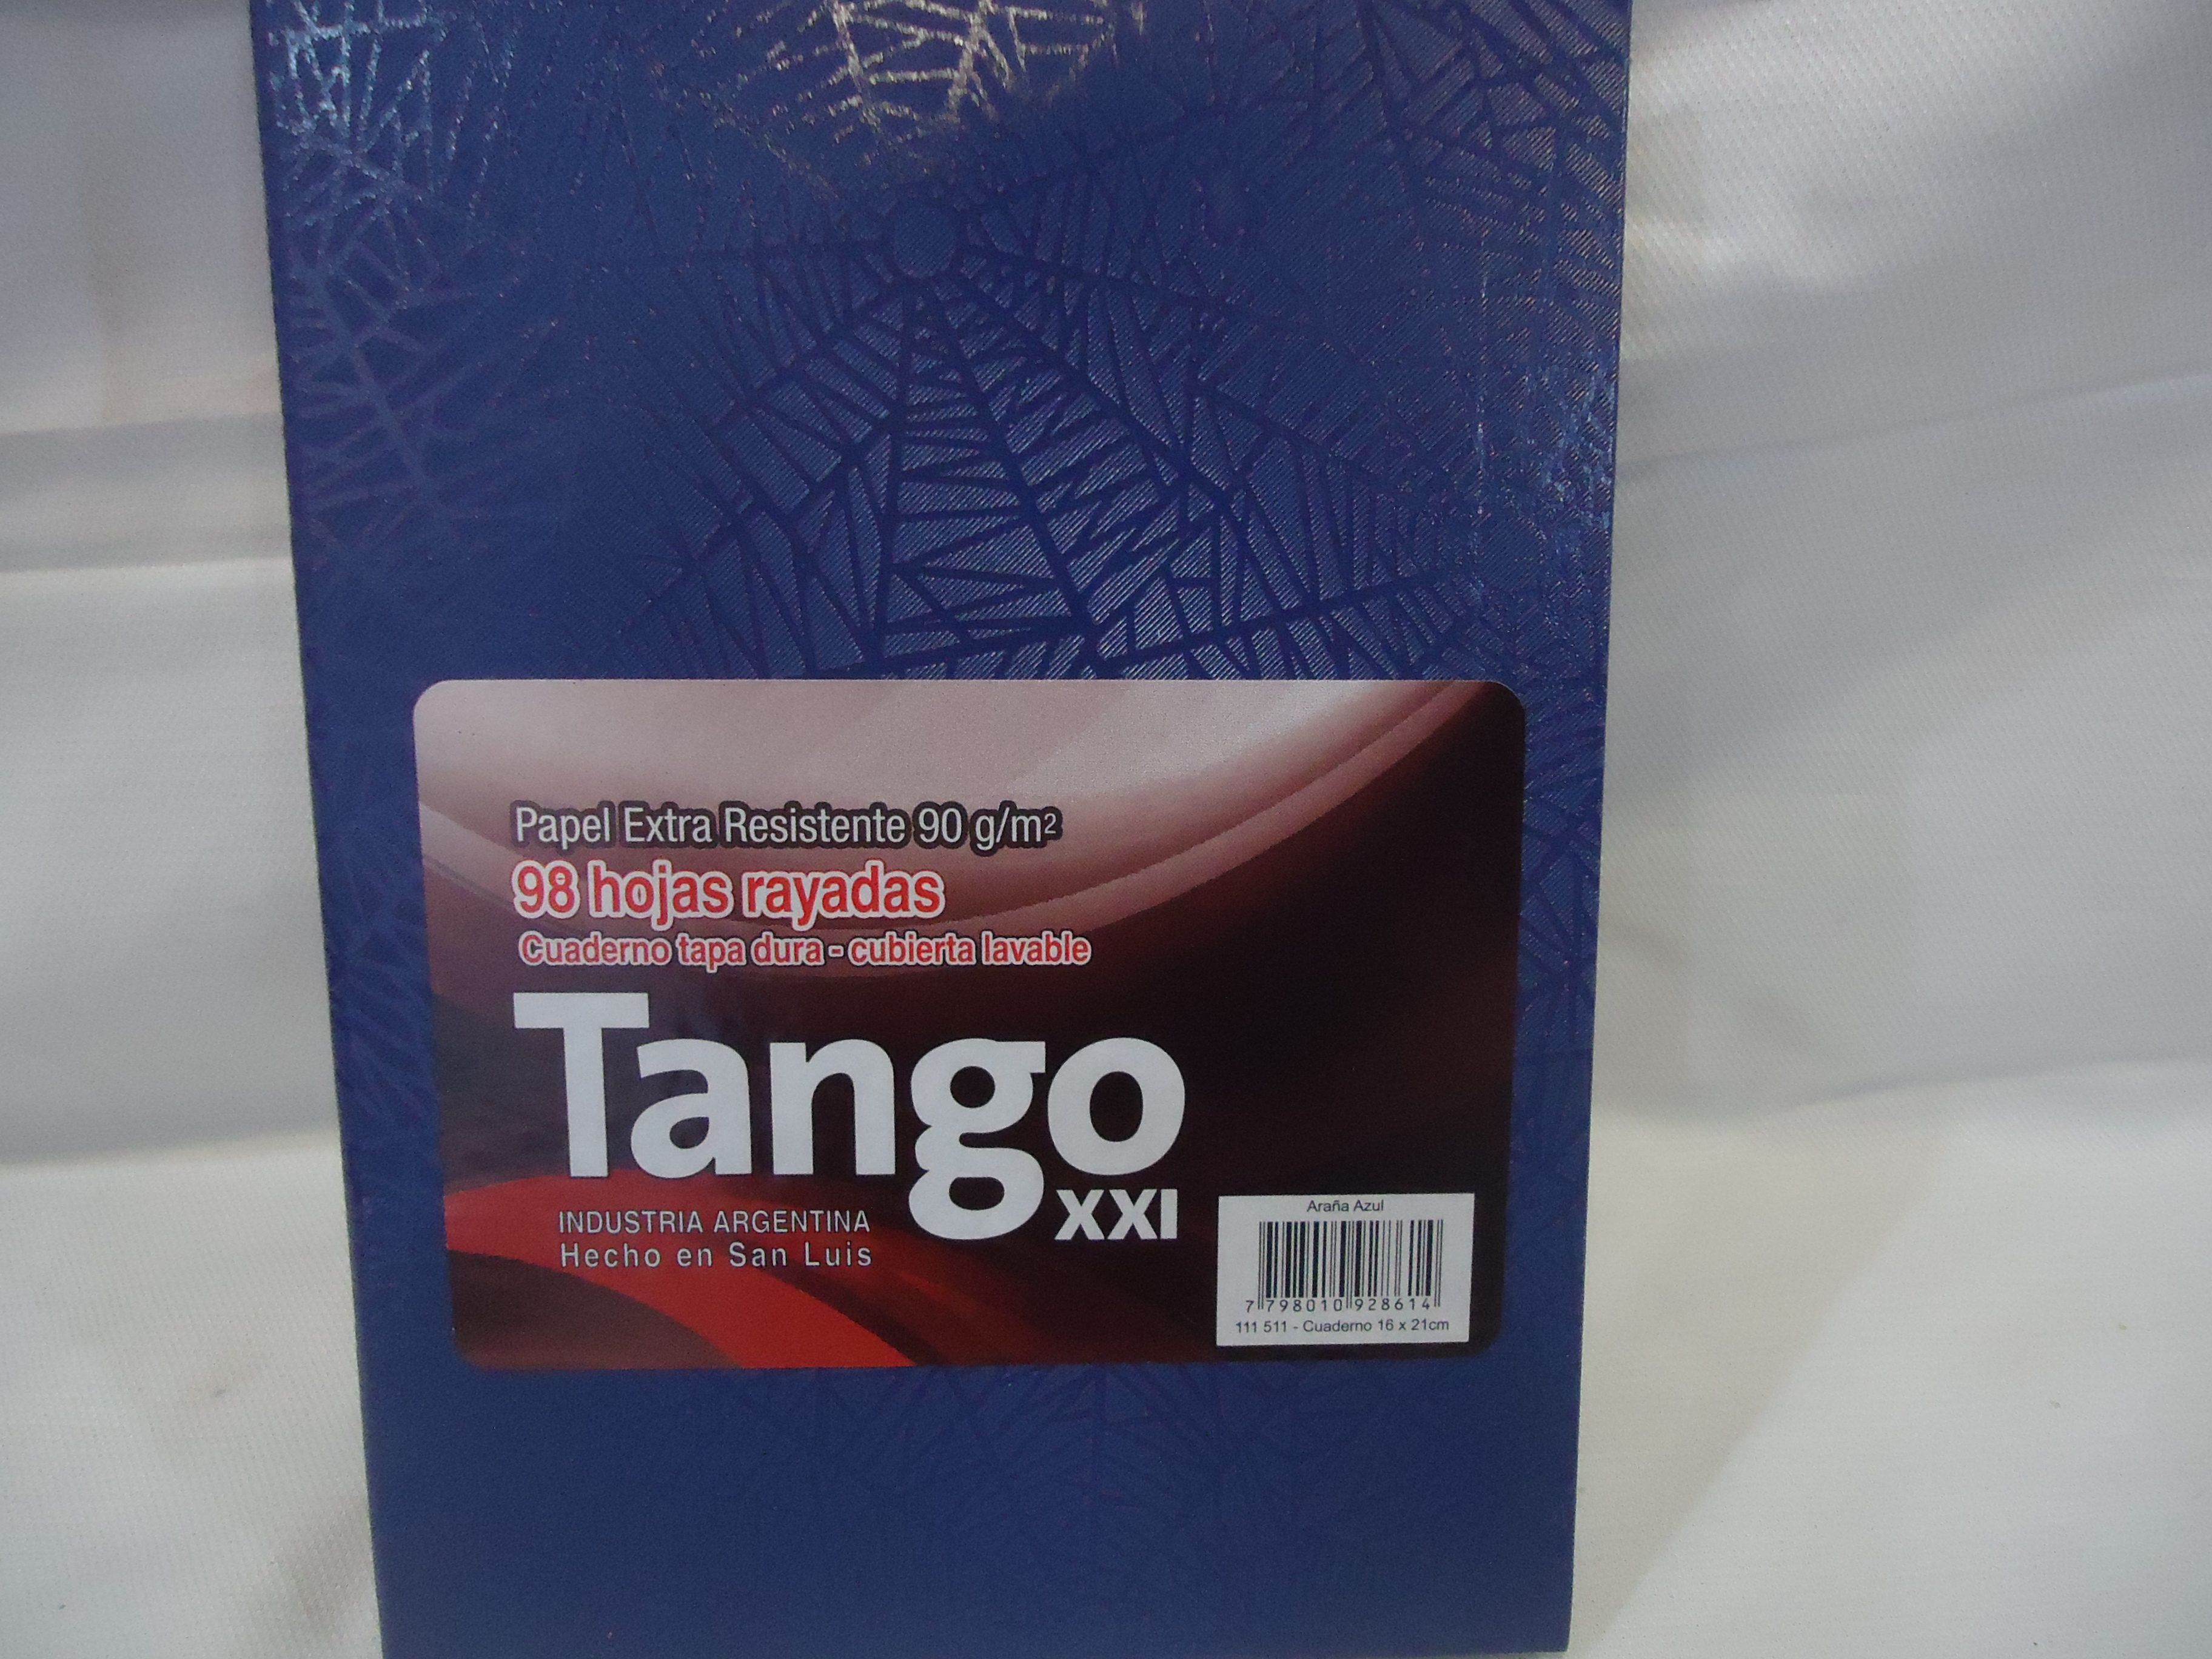 Papel Extra Resistente 90 g/m²
98 hojas rayadas
Cuaderno tapa dura - cubierta lavable
Tango
XXI
INDUSTRIA ARGENTINA
Hecho en San Luis
Araña Azul
7 798010 928614
111 511 - Cuaderno 16 x 21cm